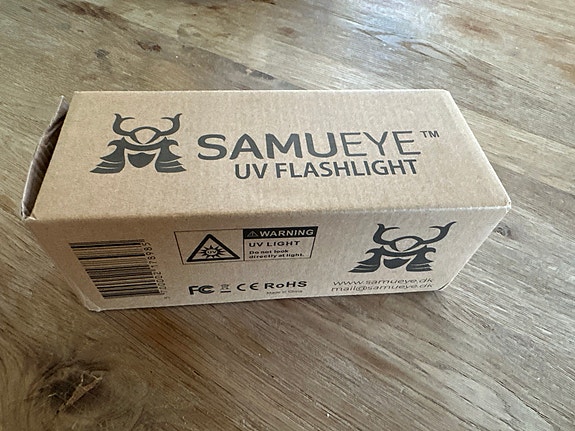 SAMUEYE™
UV FLASHLIGHT
WARNING
UV LIGHT
Do not look
directly at light.
FC CE RoHS
Made in China
www.samueye.dk
mail@samueye.dk